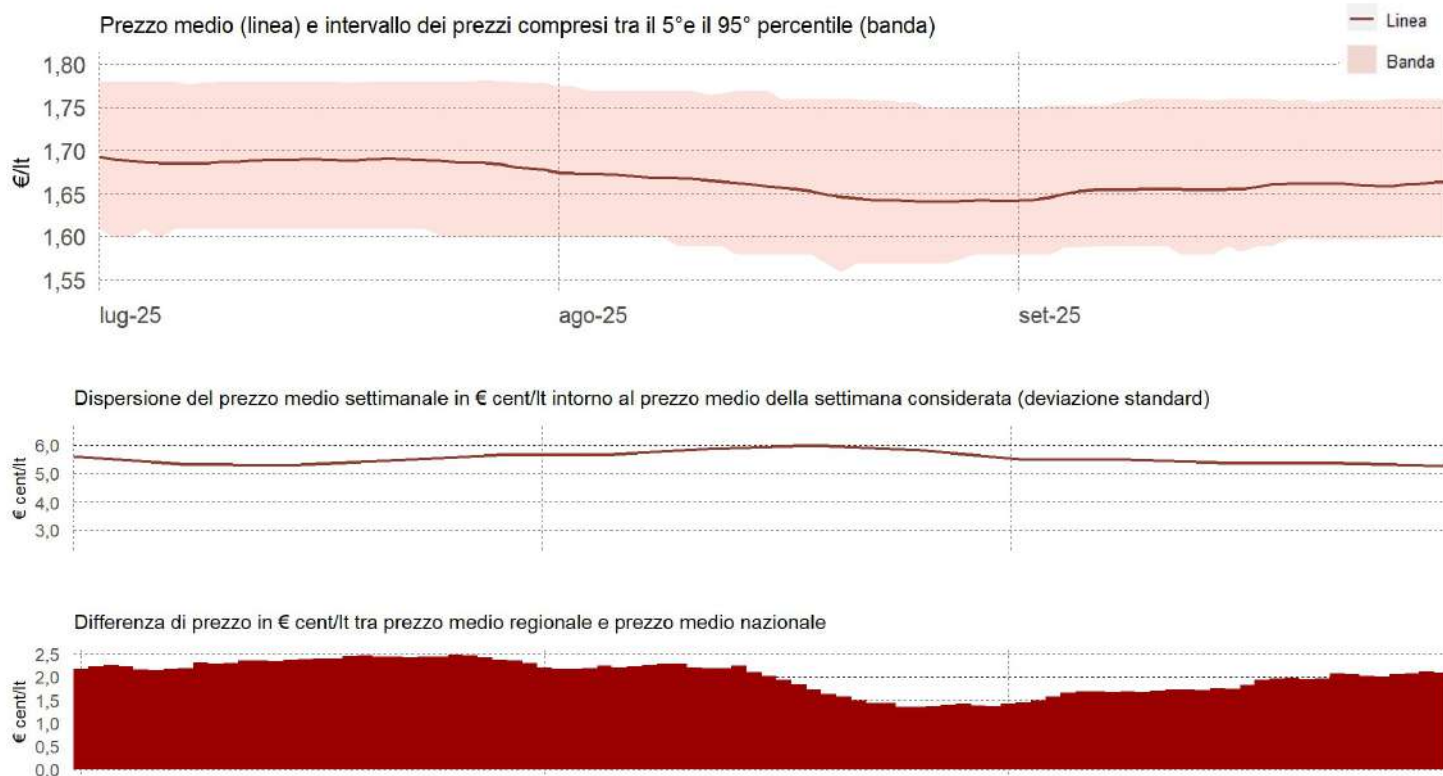 Prezzo medio (linea) e intervallo dei prezzi compresi tra il 5°e il 95° percentile (banda)
Linea
Banda
€/lt
1,80
1,75
1,70
1,65
1,60
1,55
lug-25
ago-25
set-25
Dispersione del prezzo medio settimanale in € cent/lt intorno al prezzo medio della settimana considerata (deviazione standard)
€ cent/lt
6,0
5,0
4,0
3,0
Differenza di prezzo in € cent/lt tra prezzo medio regionale e prezzo medio nazionale
€ cent/lt
2,5
2,0
1,5
1,0
0,5
0,0